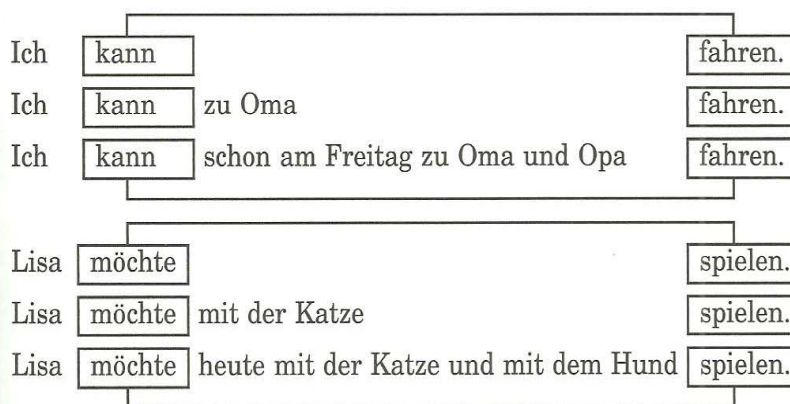 Ich kann fahren.
Ich kann zu Oma fahren.
Ich kann schon am Freitag zu Oma und Opa fahren.
Lisa möchte spielen.
Lisa möchte mit der Katze spielen.
Lisa möchte heute mit der Katze und mit dem Hund spielen.